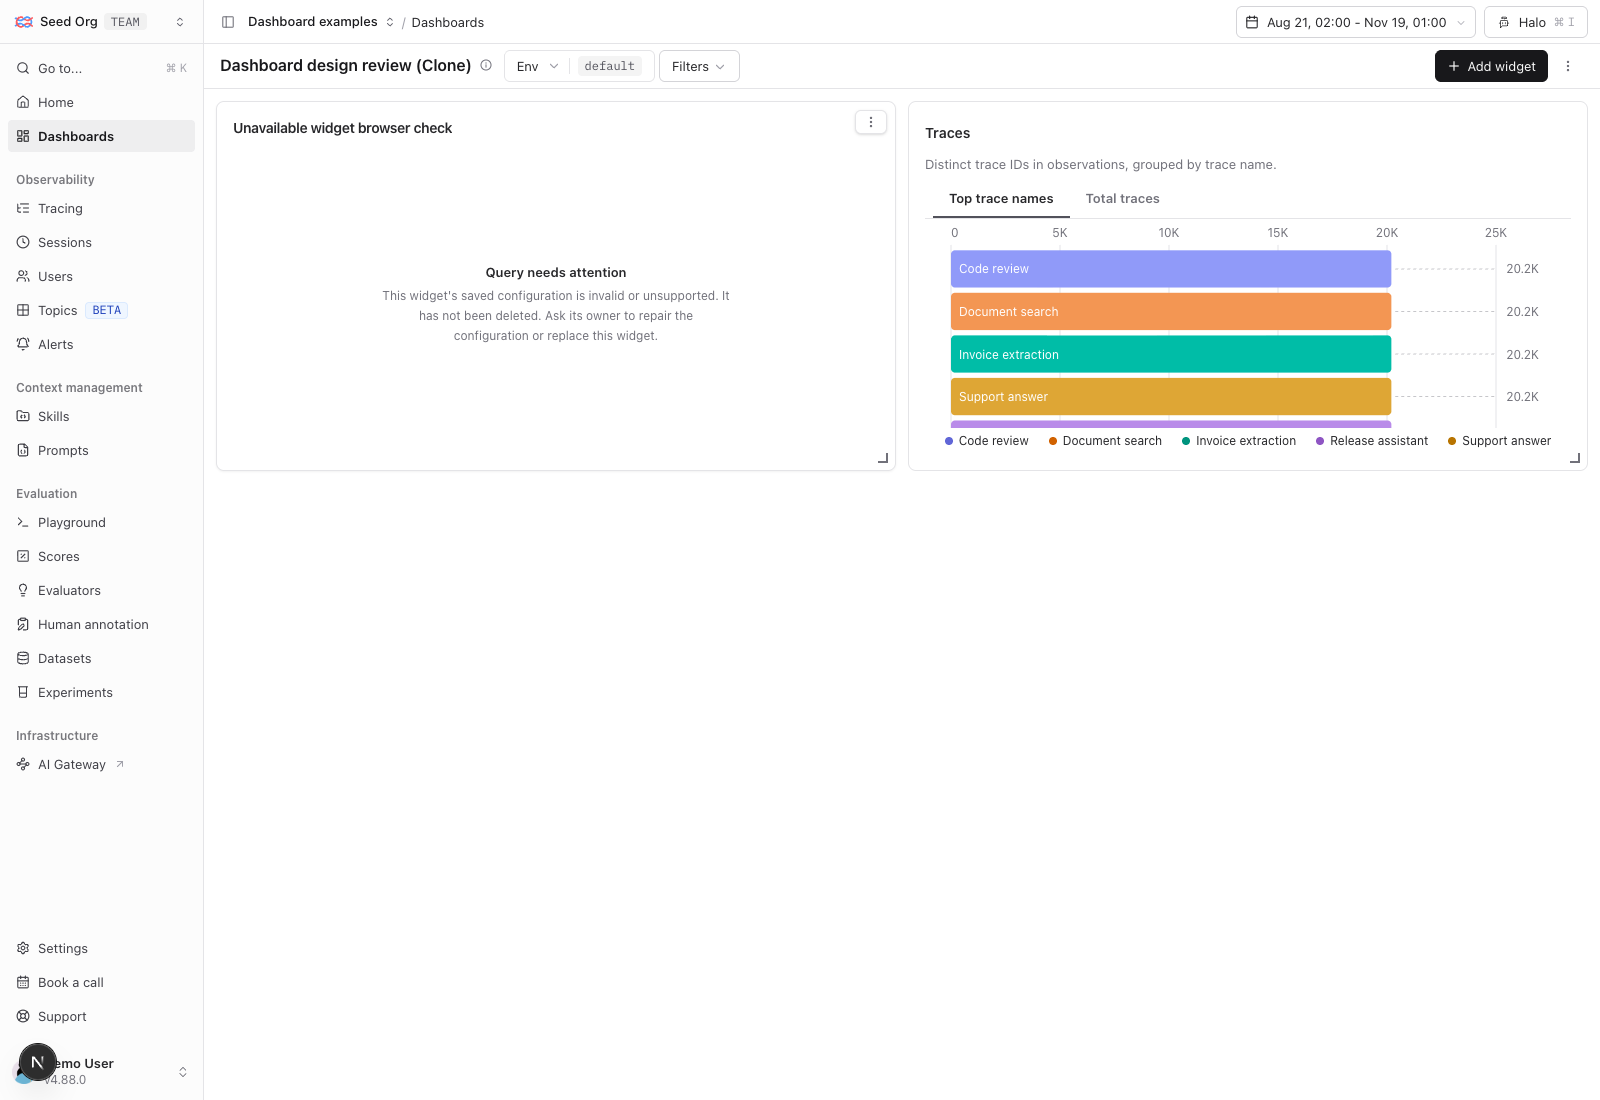 Seed Org TEAM
Go to... ⌘ K
Home
Dashboards
Observability
Tracing
Sessions
Users
Topics BETA
Alerts
Context management
Skills
Prompts
Evaluation
Playground
Scores
Evaluators
Human annotation
Datasets
Experiments
Infrastructure
AI Gateway
Settings
Book a call
Support
N
emo User
v4.88.0
Dashboard examples / Dashboards
Aug 21, 02:00 - Nov 19, 01:00
Halo ⌘ I
Dashboard design review (Clone)
Env default
Filters
Add widget
Unavailable widget browser check
Query needs attention
This widget's saved configuration is invalid or unsupported. It
has not been deleted. Ask its owner to repair the
configuration or replace this widget.
Traces
Distinct trace IDs in observations, grouped by trace name.
Top trace names Total traces
0 5K 10K 15K 20K 25K
Code review 20.2K
Document search 20.2K
Invoice extraction 20.2K
Support answer 20.2K
Code review Document search Invoice extraction Release assistant Support answer